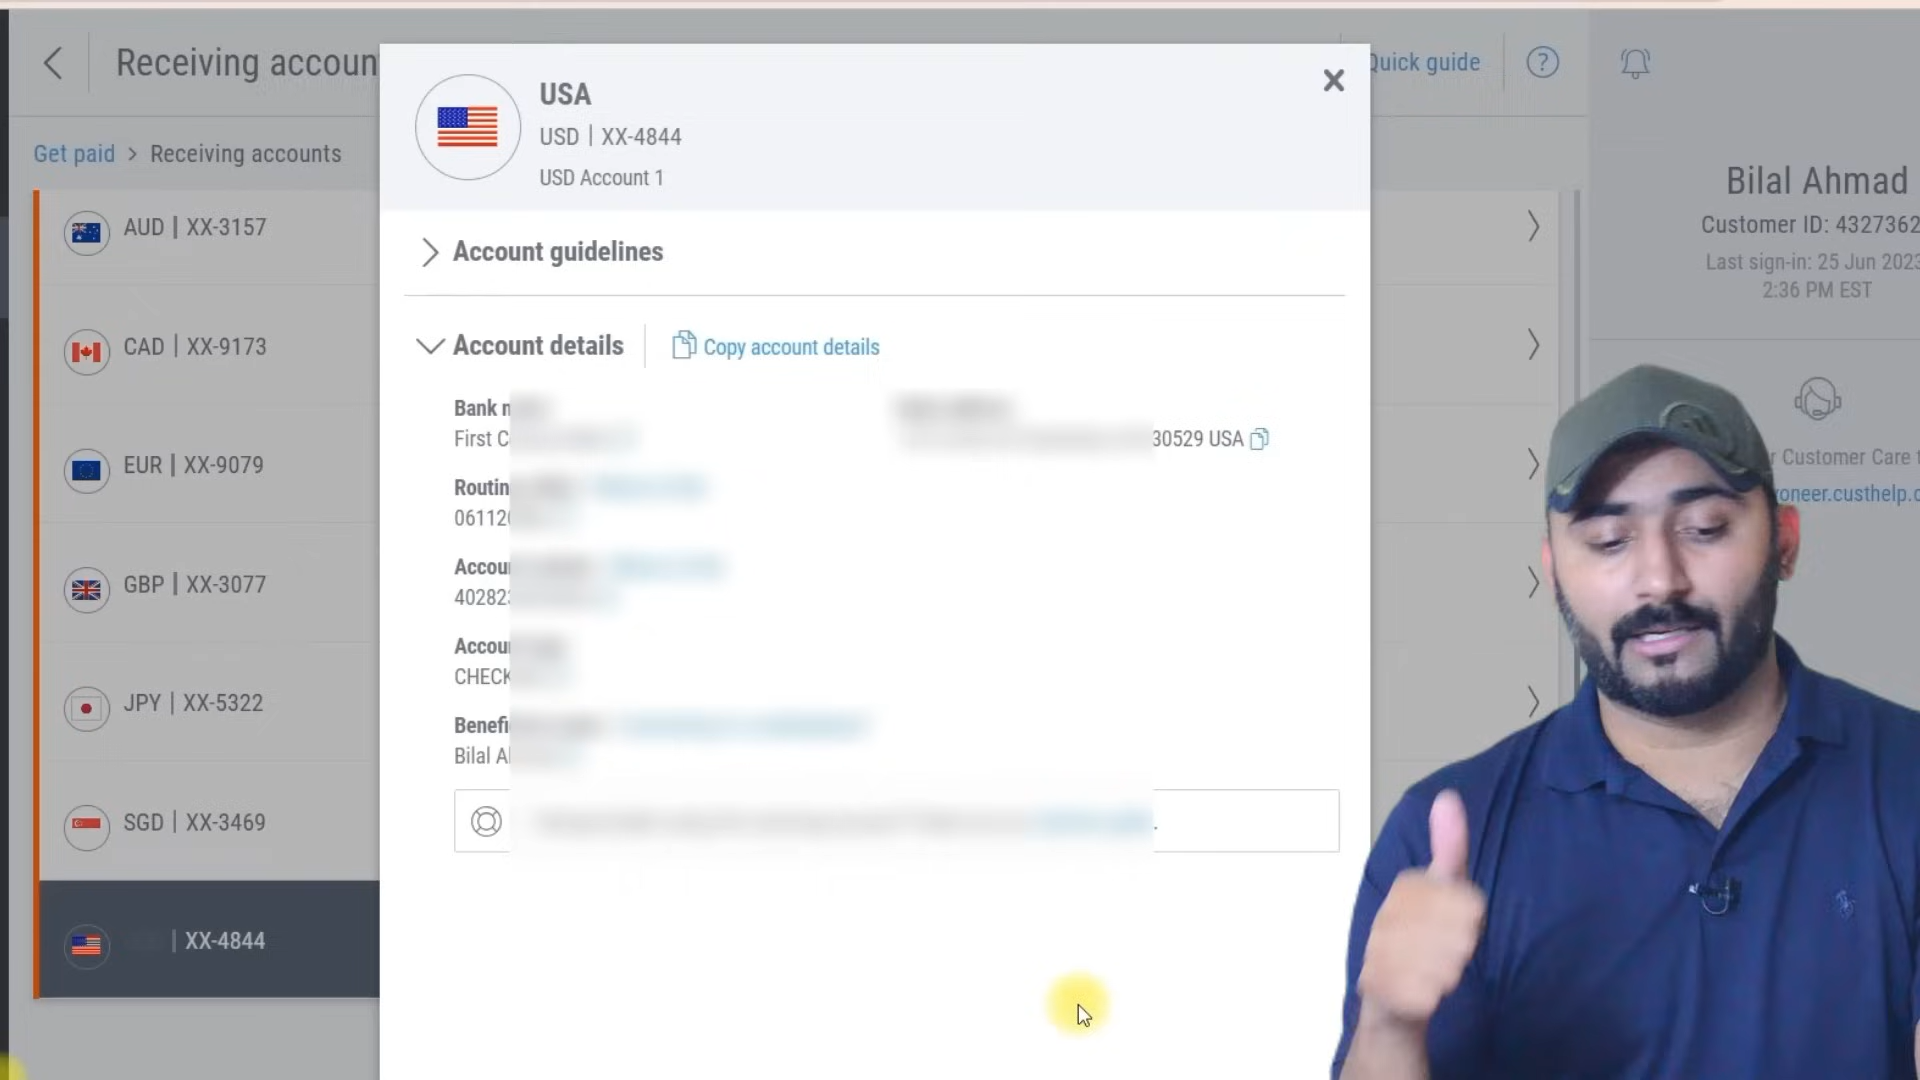 Receiving accoun
Quick guide
?
Get paid > Receiving accounts
AUD | XX-3157
CAD | XX-9173
EUR | XX-9079
GBP | XX-3077
JPY | XX-5322
SGD | XX-3469
| XX-4844
USA
USD | XX-4844
USD Account 1
Account guidelines
Account details
Copy account details
Bank n
First C
30529 USA
Routin
06112
Accou
40282
Accou
CHECK
Benefi
Bilal A
.
Bilal Ahmad
Customer ID: 4327362
Last sign-in: 25 Jun 2023
2:36 PM EST
r Customer Care
oneer.custhelp.c